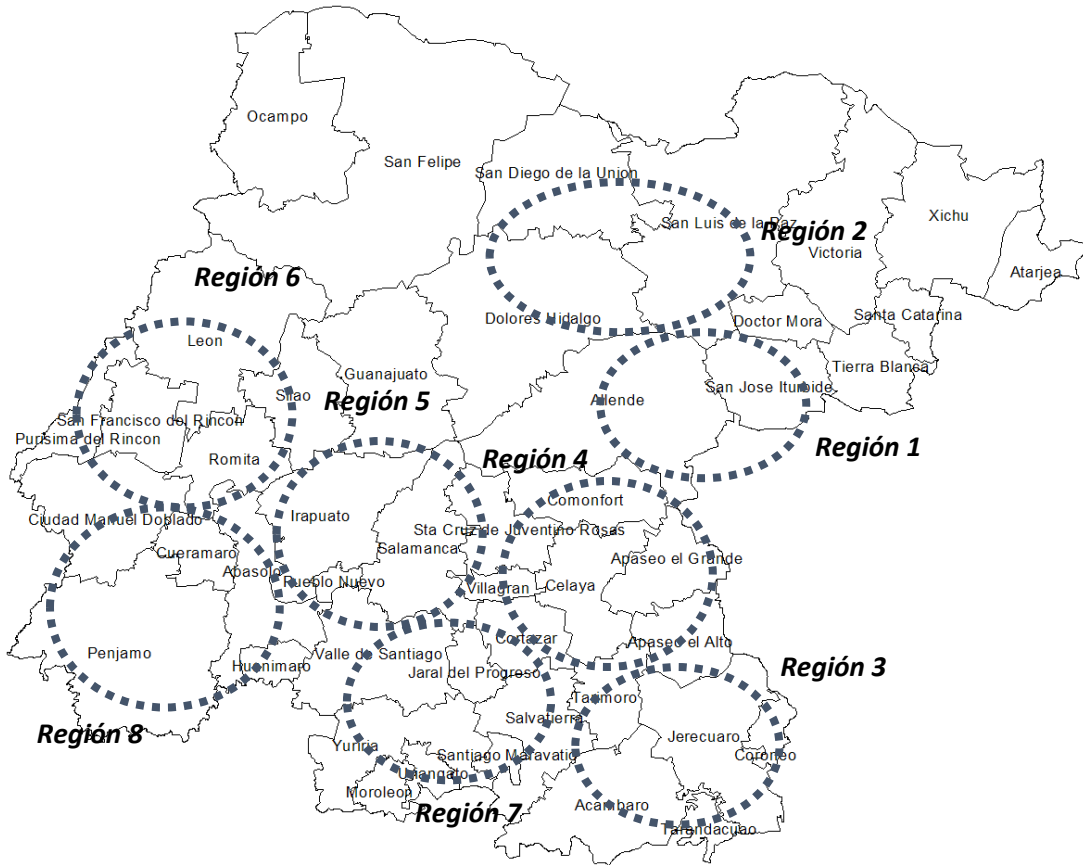 Ocampo
San Felipe
San Diego de la Union
San Luis de la Paz
Región 2
Xichu
Victoria
Atarjea
Región 6
Dolores Hidalgo
Doctor Mora
Santa Catarina
Leon
Guanajuato
Tierra Blanca
Silao
San Jose Iturbide
Región 5
Allende
San Francisco del Rincon
Purisima del Rincon
Región 1
Romita
Región 4
Comonfort
Ciudad Manuel Doblado
Irapuato
Sta Cruz de Juventino Rosas
Cueramaro
Salamanca
Apaseo el Grande
Abasolo
Pueblo Nuevo
Villagran
Celaya
Penjamo
Valle de Santiago
Cortazar
Apaseo el Alto
Huanimaro
Jaral del Progreso
Región 3
Tarimoro
Salvatierra
Región 8
Yuriria
Santiago Maravatio
Jerecuaro
Coroneo
Uriangato
Moroleon
Región 7
Acambaro
Tarandacuao